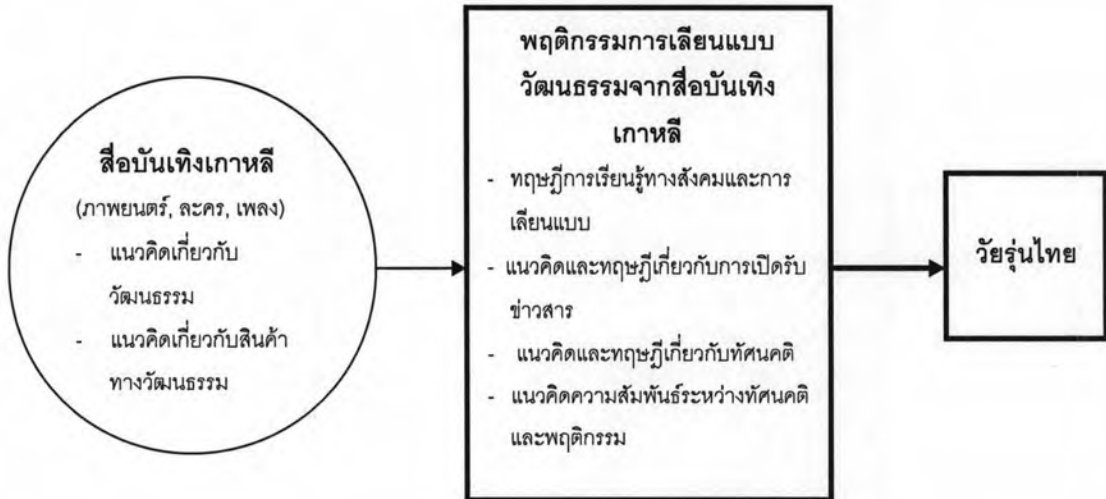 สื่อบันเทิงเกาหลี
(ภาพยนตร์, ละคร, เพลง)
- แนวคิดเกี่ยวกับ
วัฒนธรรม
- แนวคิดเกี่ยวกับสินค้า
ทางวัฒนธรรม
พฤติกรรมการเลียนแบบ
วัฒนธรรมจากสื่อบันเทิง
เกาหลี
- ทฤษฎีการเรียนรู้ทางสังคมและการ
เลียนแบบ
- แนวคิดและทฤษฎีเกี่ยวกับการเปิดรับ
ข่าวสาร
- แนวคิดและทฤษฎีเกี่ยวกับทัศนคติ
- แนวคิดความสัมพันธ์ระหว่างทัศนคติ
และพฤติกรรม
วัยรุ่นไทย